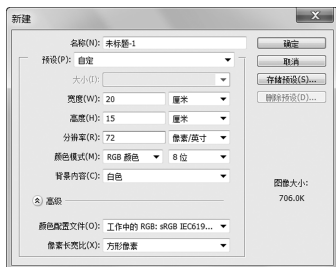 新建
名称(N): 未标题-1
确定
预设(P): 自定
取消
大小(I):
存储预设(S)...
宽度(W): 20 厘米
删除预设(D)...
高度(H): 15 厘米
分辨率(R): 72 像素/英寸
颜色模式(M): RGB 颜色 8 位
背景内容(C): 白色
图像大小:
高级
706.0K
颜色配置文件(O): 工作中的 RGB: sRGB IEC619...
像素长宽比(X): 方形像素